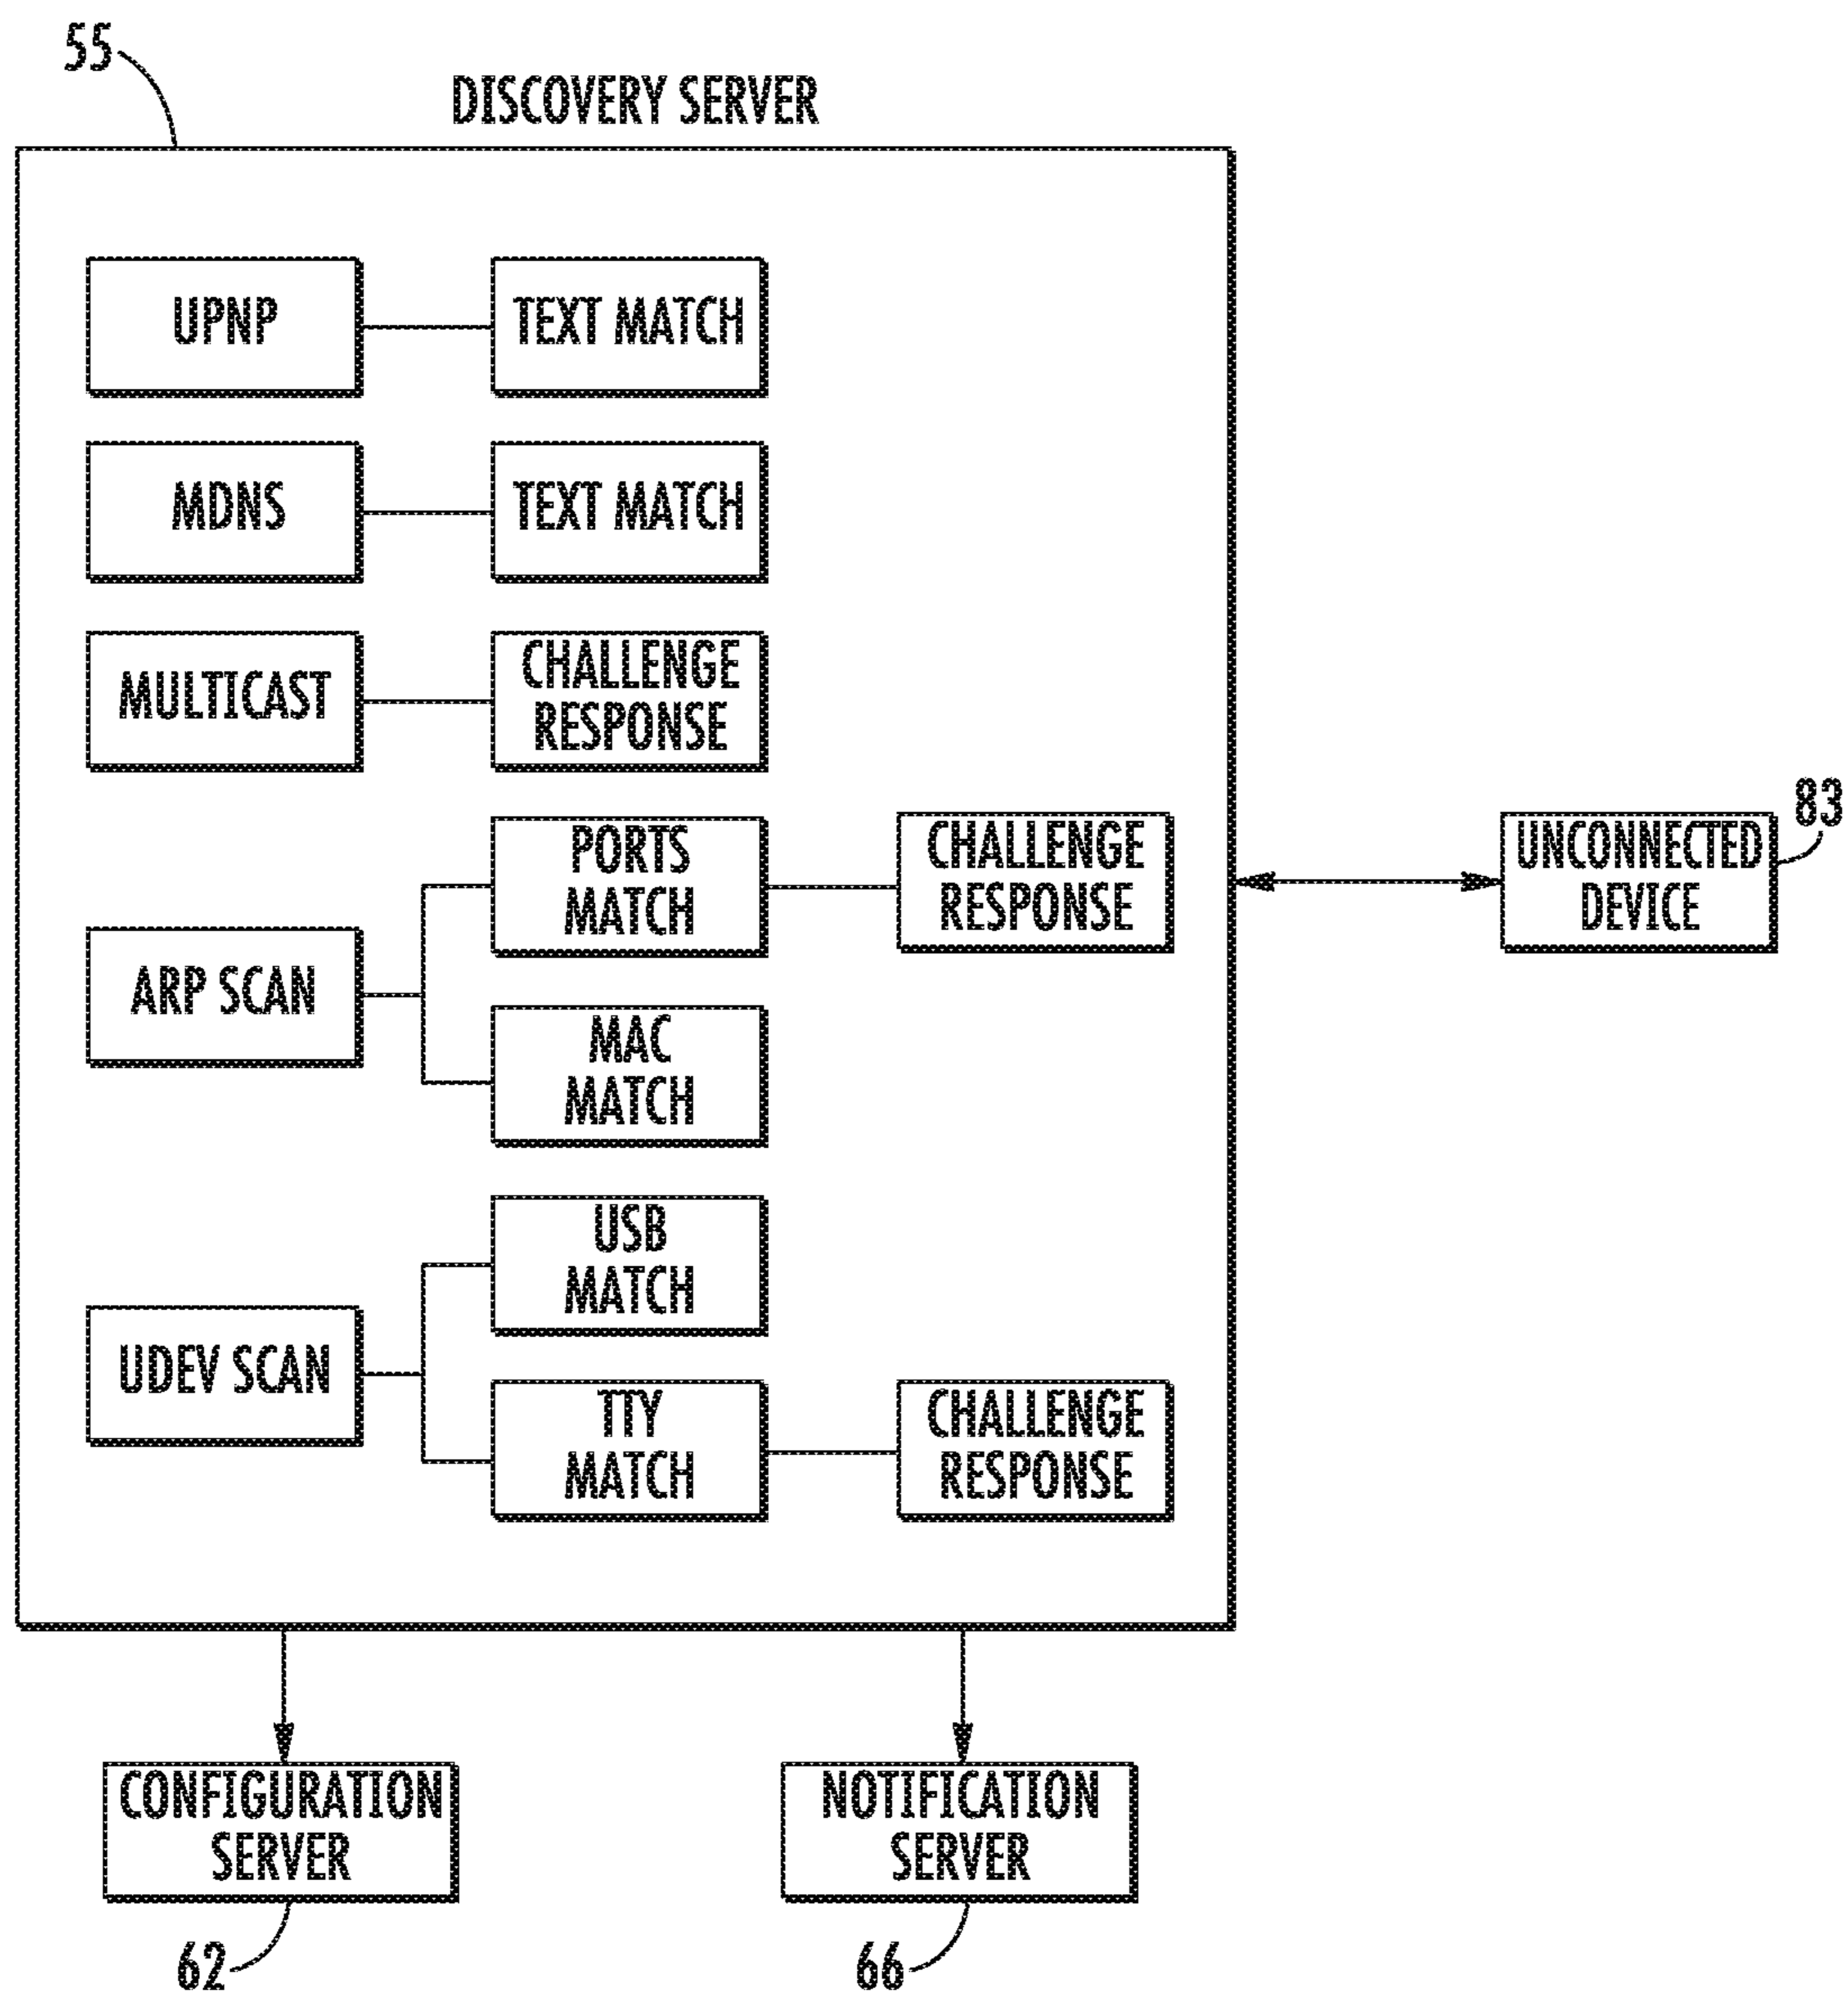 55
DISCOVERY SERVER
UPNP
TEXT MATCH
MDNS
TEXT MATCH
MULTICAST
CHALLENGE
RESPONSE
ARP SCAN
PORTS
MATCH
CHALLENGE
RESPONSE
MAC
MATCH
UDEV SCAN
USB
MATCH
TTY
MATCH
CHALLENGE
RESPONSE
UNCONNECTED
DEVICE
83
CONFIGURATION
SERVER
62
NOTIFICATION
SERVER
66